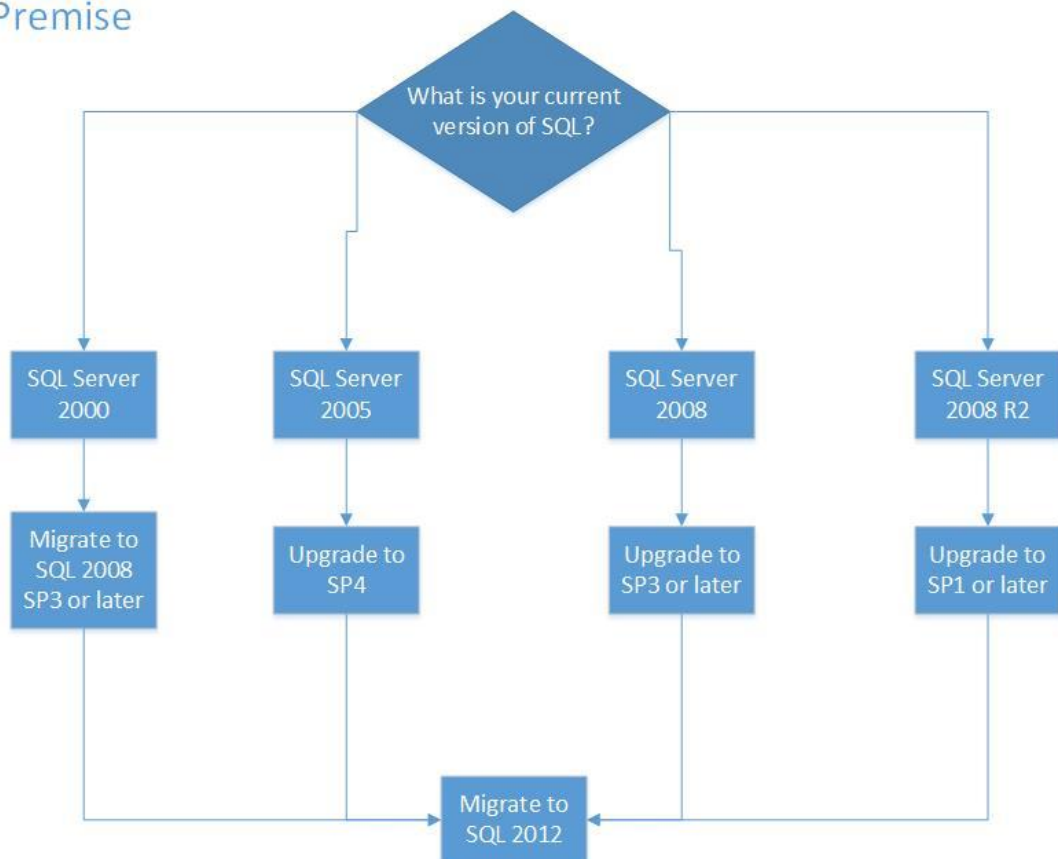 Premise
What is your current
version of SQL?
SQL Server
2000
SQL Server
2005
SQL Server
2008
SQL Server
2008 R2
Migrate to
SQL 2008
SP3 or later
Upgrade to
SP4
Upgrade to
SP3 or later
Upgrade to
SP1 or later
Migrate to
SQL 2012